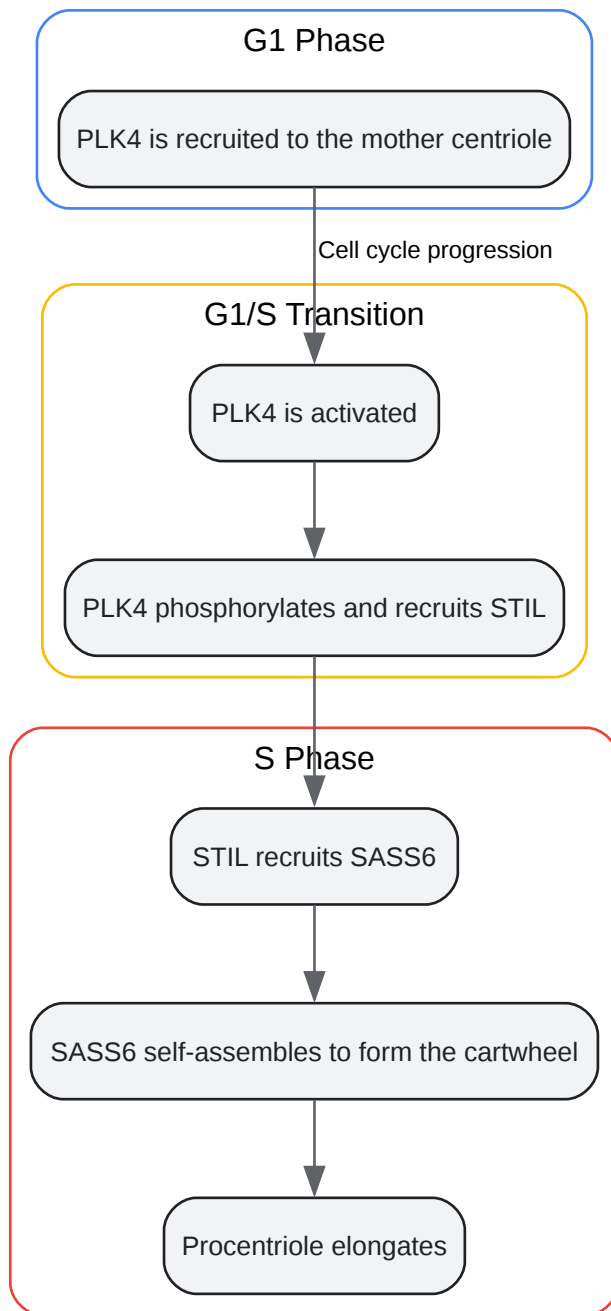 G1 Phase
PLK4 is recruited to the mother centriole
Cell cycle progression
G1/S Transition
PLK4 is activated
PLK4 phosphorylates and recruits STIL
S Phase
STIL recruits SASS6
SASS6 self-assembles to form the cartwheel
Procentriole elongates